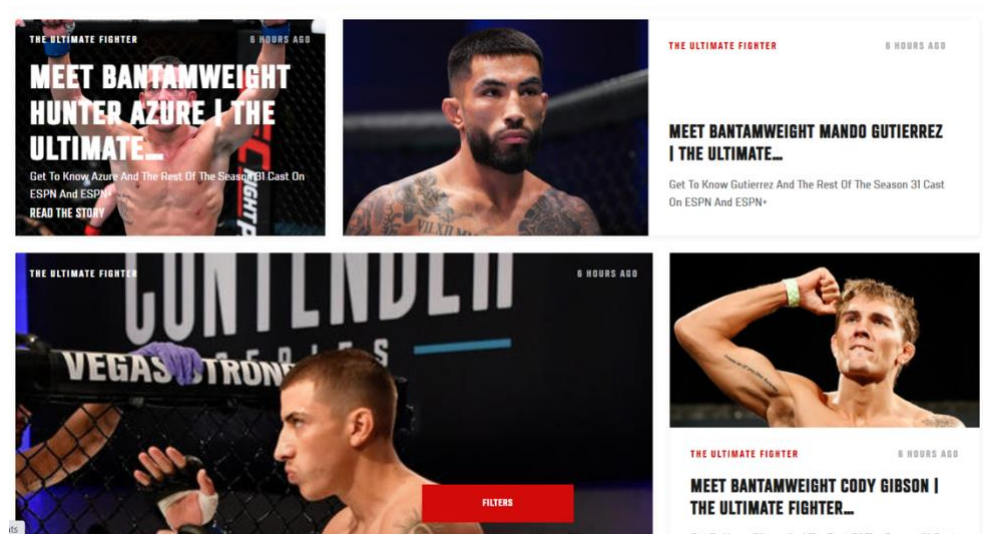 THE ULTIMATE FIGHTER
6 HOURS AGO
MEET BANTAMWEIGHT
HUNTER AZURE | THE
ULTIMATE...
Get To Know Azure And The Rest Of The Season 31 Cast On
ESPN And ESPN+
READ THE STORY
THE ULTIMATE FIGHTER
6 HOURS AGO
MEET BANTAMWEIGHT MANDO GUTIERREZ
| THE ULTIMATE...
Get To Know Gutierrez And The Rest Of The Season 31 Cast
On ESPN And ESPN+
THE ULTIMATE FIGHTER
6 HOURS AGO
CONTENDER
SERIES
VEGAS STRONG
FILTERS
THE ULTIMATE FIGHTER
6 HOURS AGO
MEET BANTAMWEIGHT CODY GIBSON |
THE ULTIMATE FIGHTER...